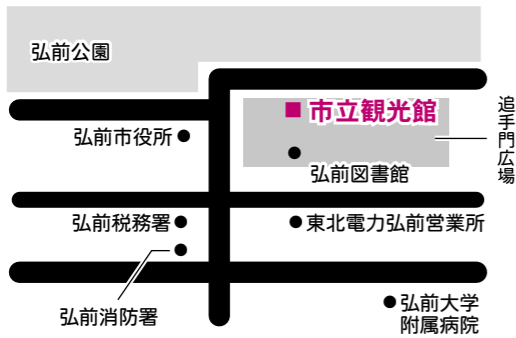 弘前公園
市立観光館
追手門広場
弘前市役所
弘前図書館
弘前税務署
東北電力弘前営業所
弘前消防署
弘前大学
附属病院